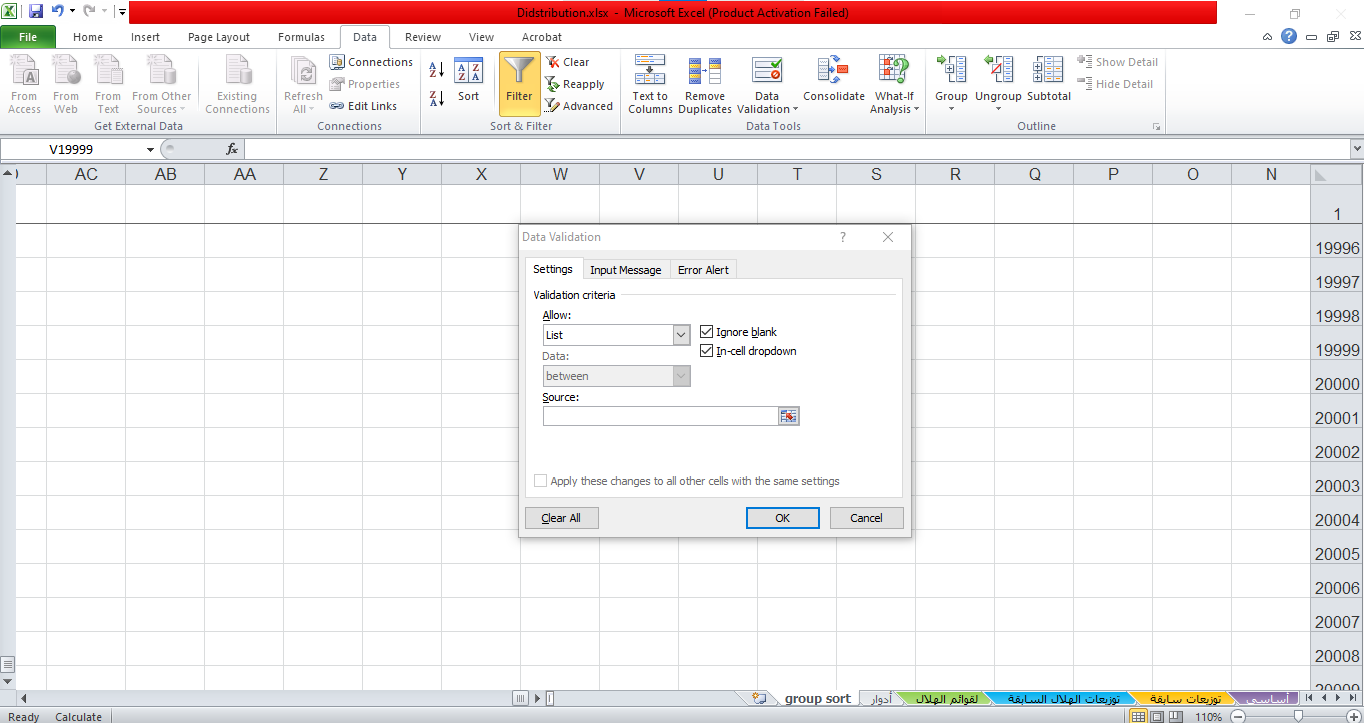 Didstribution.xlsx - Microsoft Excel (Product Activation Failed)
File Home Insert Page Layout Formulas Data Review View Acrobat
From Access
From Web
From Text
From Other Sources
Existing Connections
Get External Data
Refresh All
Connections
Properties
Edit Links
Connections
Sort
Filter
Clear
Reapply
Advanced
Sort & Filter
Text to Columns
Remove Duplicates
Data Validation
Consolidate
What-If Analysis
Data Tools
Group
Ungroup
Subtotal
Show Detail
Hide Detail
Outline
V19999 fx
AC AB AA Z Y X W V U T S R Q P O N
1
19996
19997
19998
19999
20000
20001
20002
20003
20004
20005
20006
20007
20008
20009
Data Validation ?
Settings Input Message Error Alert
Validation criteria
Allow:
List
Ignore blank
In-cell dropdown
Data:
between
Source:
Apply these changes to all other cells with the same settings
Clear All OK Cancel
group sort أدوار لقوائم الهلال توزيعات الهلال السابقة توزيعات سابقة أساسي
Ready Calculate 110%